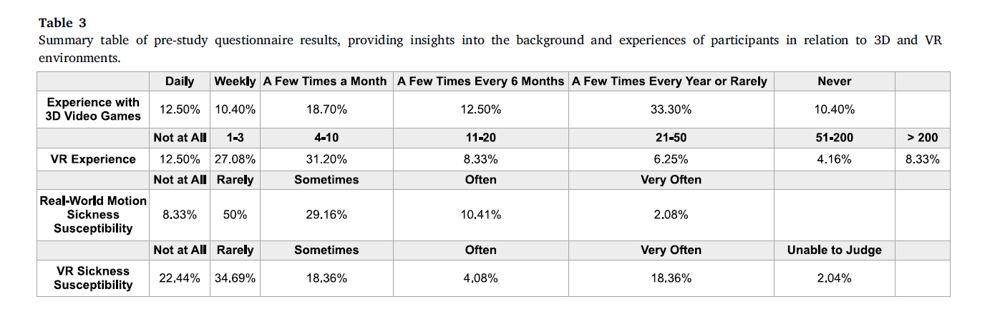 Table 3
Summary table of pre-study questionnaire results, providing insights into the background and experiences of participants in relation to 3D and VR
environments.
Daily Weekly A Few Times a Month A Few Times Every 6 Months A Few Times Every Year or Rarely Never
Experience with
3D Video Games 12.50% 10.40% 18.70% 12.50% 33.30% 10.40%
Not at All 1-3 4-10 11-20 21-50 51-200 > 200
VR Experience 12.50% 27.08% 31.20% 8.33% 6.25% 4.16% 8.33%
Not at All Rarely Sometimes Often Very Often
Real-World Motion
Sickness 8.33% 50% 29.16% 10.41% 2.08%
Susceptibility
Not at All Rarely Sometimes Often Very Often Unable to Judge
VR Sickness
Susceptibility 22.44% 34.69% 18.36% 4.08% 18.36% 2.04%